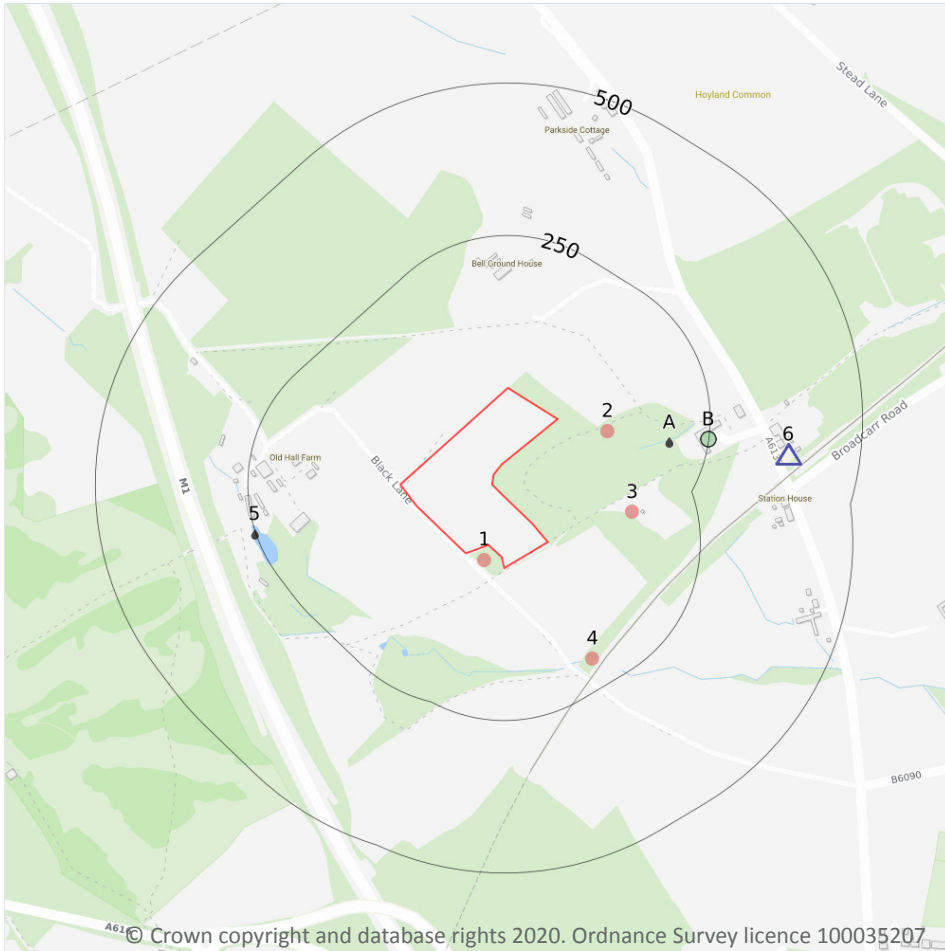 Hoyland Common
Stead Lane
500
Parkside Cottage
250
Bell Ground House
2
A
B
A613
6
Broadcarr Road
Old Hall Farm
Black Lane
M1
Station House
3
5
1
4
B6090
A616
© Crown copyright and database rights 2020. Ordnance Survey licence 100035207.